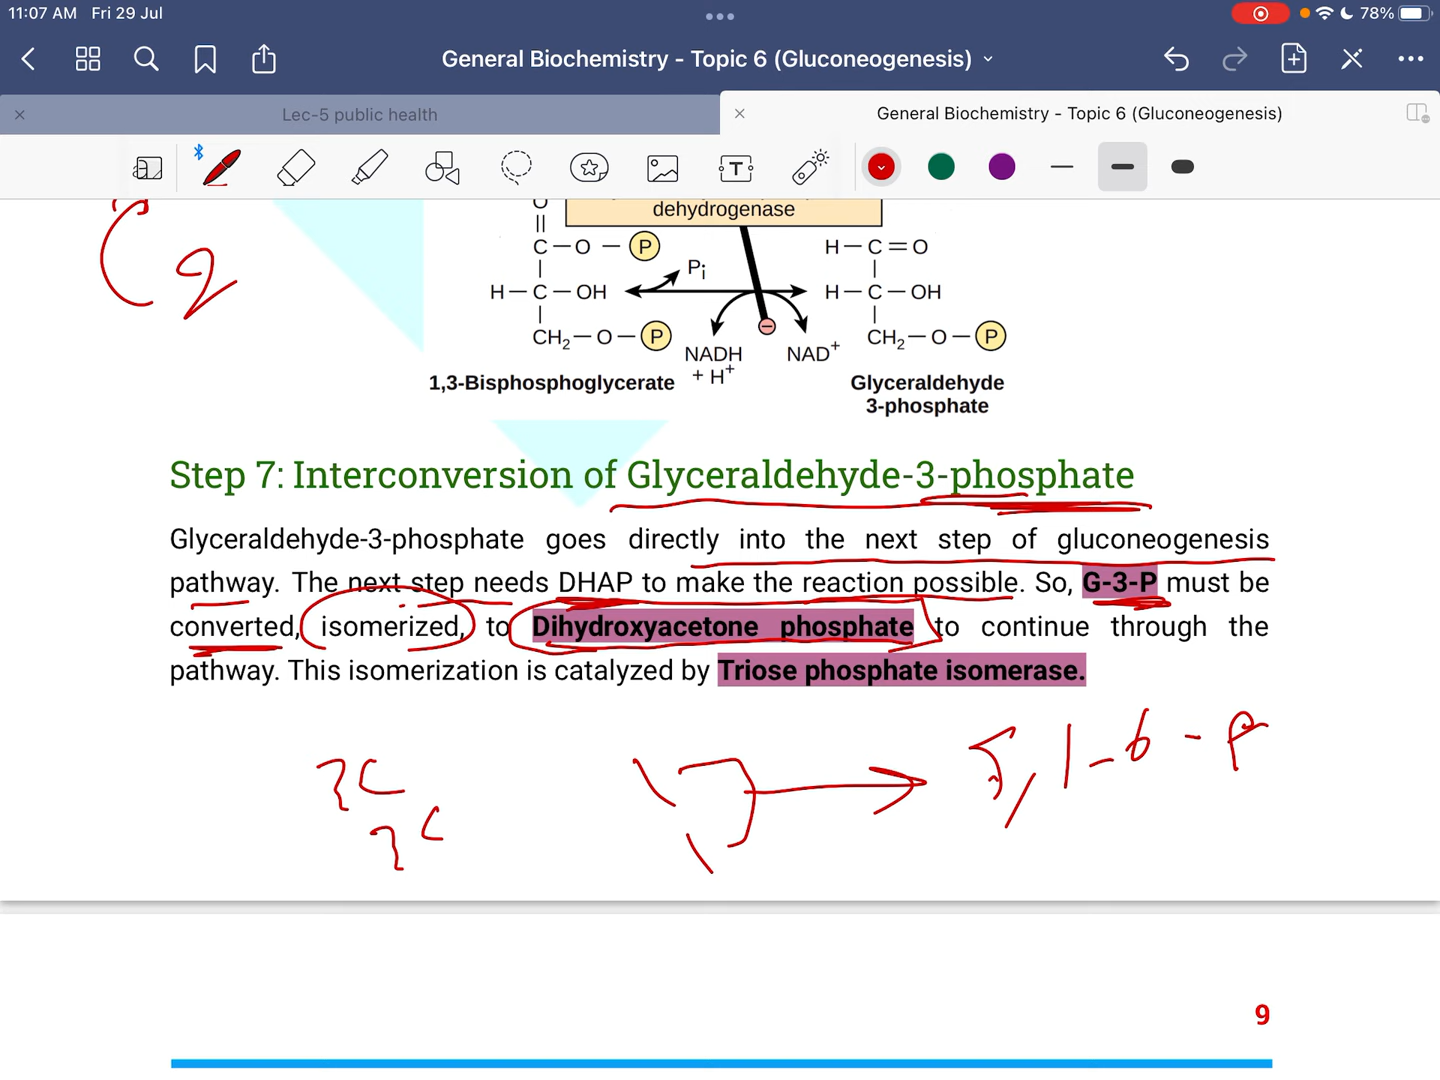 11:07 AM Fri 29 Jul
78%
General Biochemistry - Topic 6 (Gluconeogenesis)
Lec-5 public health
General Biochemistry - Topic 6 (Gluconeogenesis)
T
2
dehydrogenase
O
C—O—P
H—C—OH
CH₂—O—P
Pi
NADH
+ H⁺
NAD⁺
H—C=O
H—C—OH
CH₂—O—P
1,3-Bisphosphoglycerate
Glyceraldehyde
3-phosphate
Step 7: Interconversion of Glyceraldehyde-3-phosphate
Glyceraldehyde-3-phosphate goes directly into the next step of gluconeogenesis
pathway. The next step needs DHAP to make the reaction possible. So, G-3-P must be
converted, isomerized, to Dihydroxyacetone phosphate to continue through the
pathway. This isomerization is catalyzed by Triose phosphate isomerase.
3C
3C
1-6-P
9